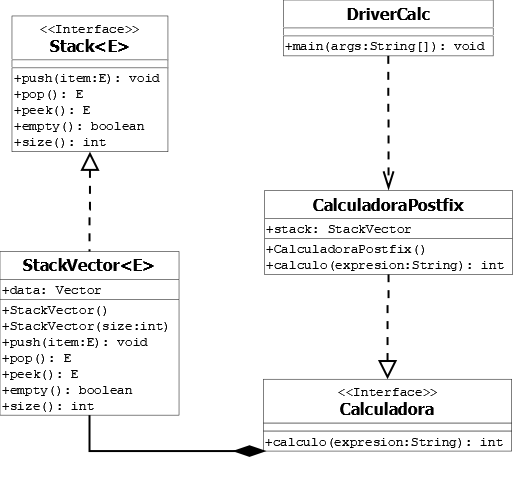 <<Interface>>
Stack<E>
+push(item:E): void
+pop(): E
+peek(): E
+empty(): boolean
+size(): int
DriverCalc
+main(args:String[]): void
CalculadoraPostfix
+stack: StackVector
+CalculadoraPostfix()
+calculo(expresion:String): int
StackVector<E>
+data: Vector
+StackVector()
+StackVector(size:int)
+push(item:E): void
+pop(): E
+peek(): E
+empty(): boolean
+size(): int
<<Interface>>
Calculadora
+calculo(expresion:String): int